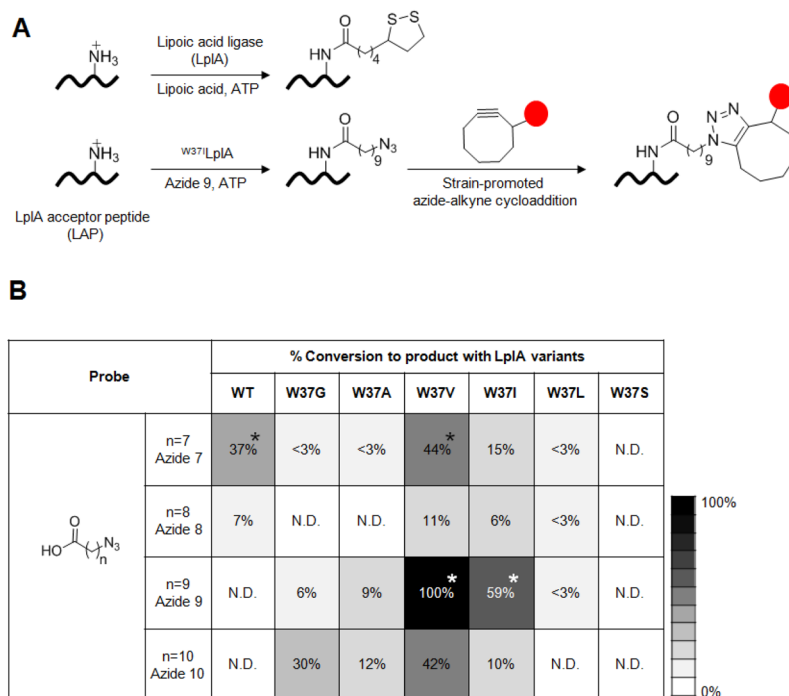 A
+
NH3
Lipoic acid ligase
(LplA)
Lipoic acid, ATP
O
HN
4
S-S
+
NH3
LplA acceptor peptide
(LAP)
W37ILplA
Azide 9, ATP
O
HN
9
N3
Strain-promoted
azide-alkyne cycloaddition
O
HN
9
N
N
N
B
Probe
% Conversion to product with LplA variants
WT W37G W37A W37V W37I W37L W37S
O
HO
n
N3
n=7
Azide 7
37%* <3% <3% 44%* 15% <3% N.D.
n=8
Azide 8
7% N.D. N.D. 11% 6% <3% N.D.
n=9
Azide 9
N.D. 6% 9% 100%* 59%* <3% N.D.
n=10
Azide 10
N.D. 30% 12% 42% 10% N.D. N.D.
100%
0%